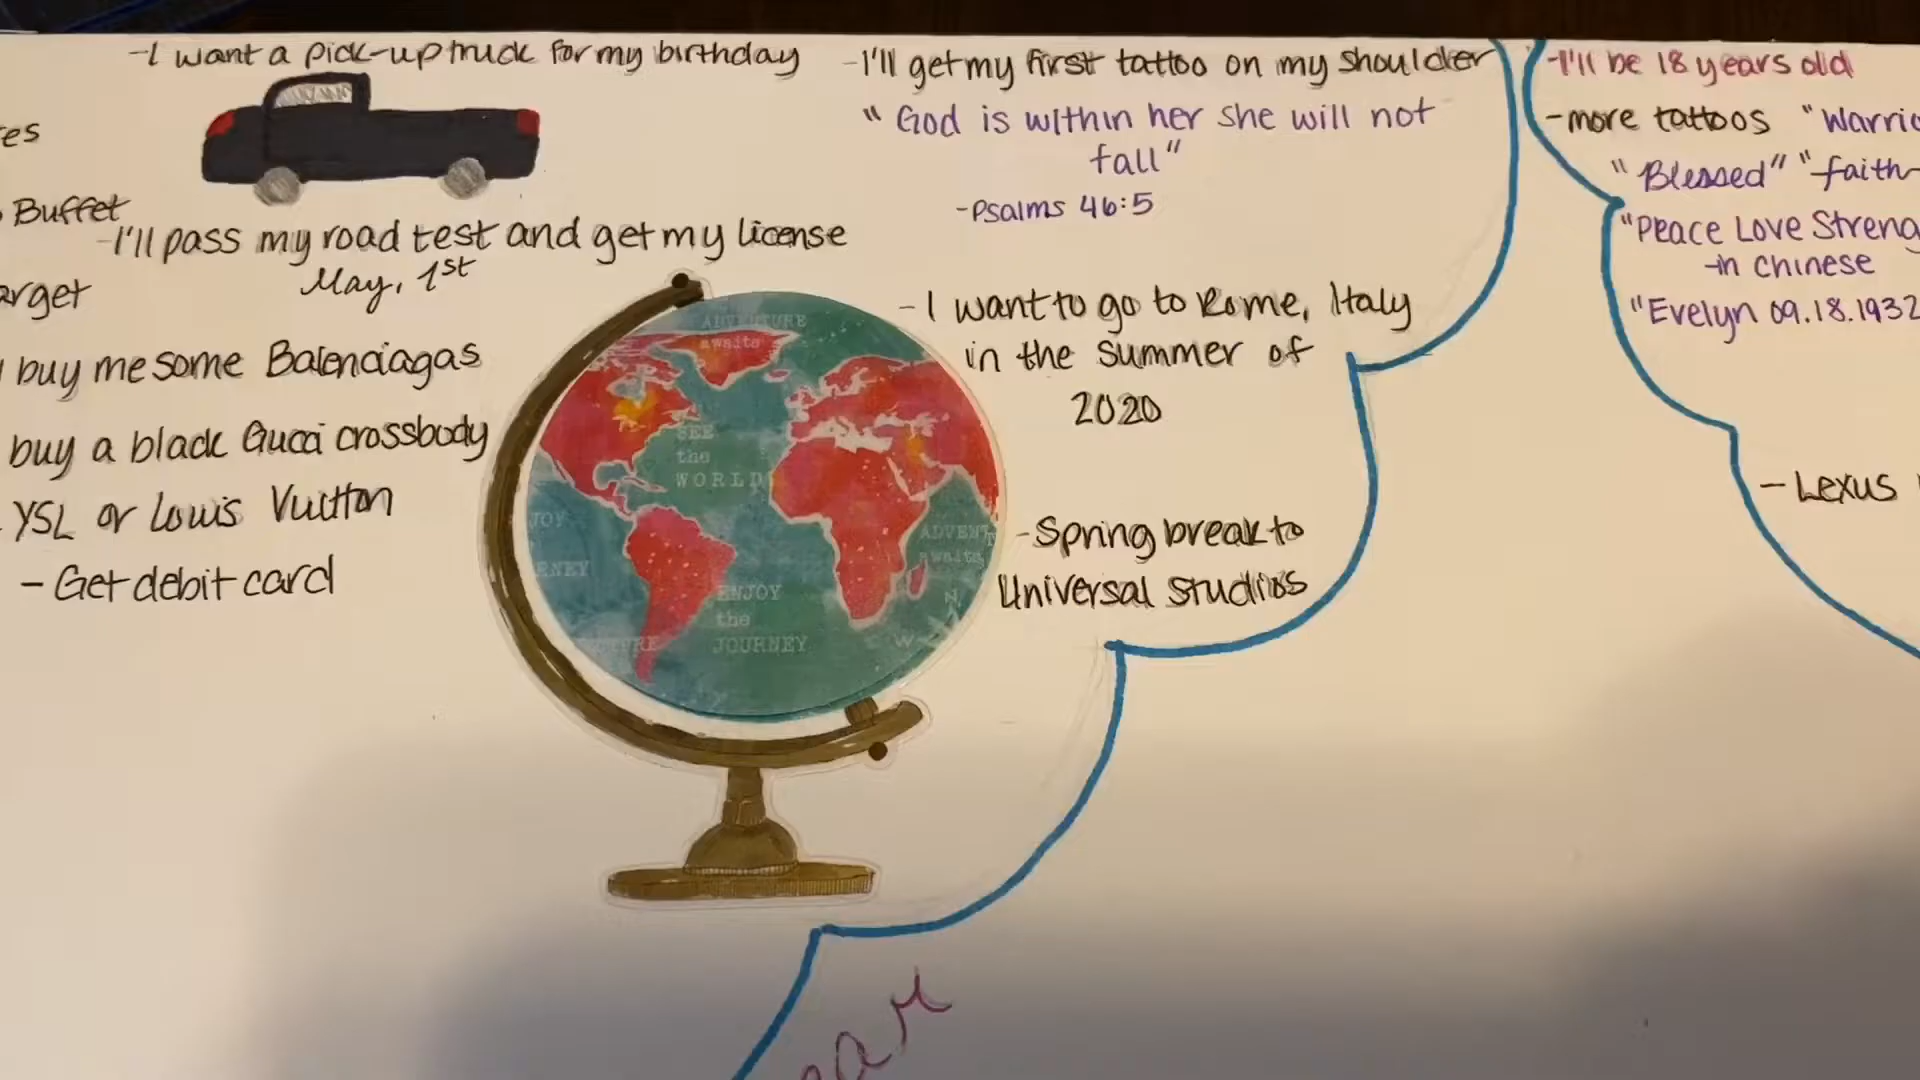 -I want a pick-up truck for my birthday
Buffet
-I'll pass my road test and get my license
May, 1st
buy me some Balenciagas
buy a black Gucci crossbody
YSL or Louis Vuitton
- Get debit card
-I'll get my first tattoo on my shoulder
"God is within her she will not
fall"
-Psalms 46:5
- I want to go to Rome, Italy
in the summer of
2020
-Spring break to
Universal Studios
ADVENTURE
awaits
SEE
the
WORLD
ENJOY
the
JOURNEY
ADVENT
awaits
N
W
-I'll be 18 years old
-more tattoos
"Blessed" "faith
"Peace Love
in Chinese
"Evelyn 09.18.1932
- Lexus